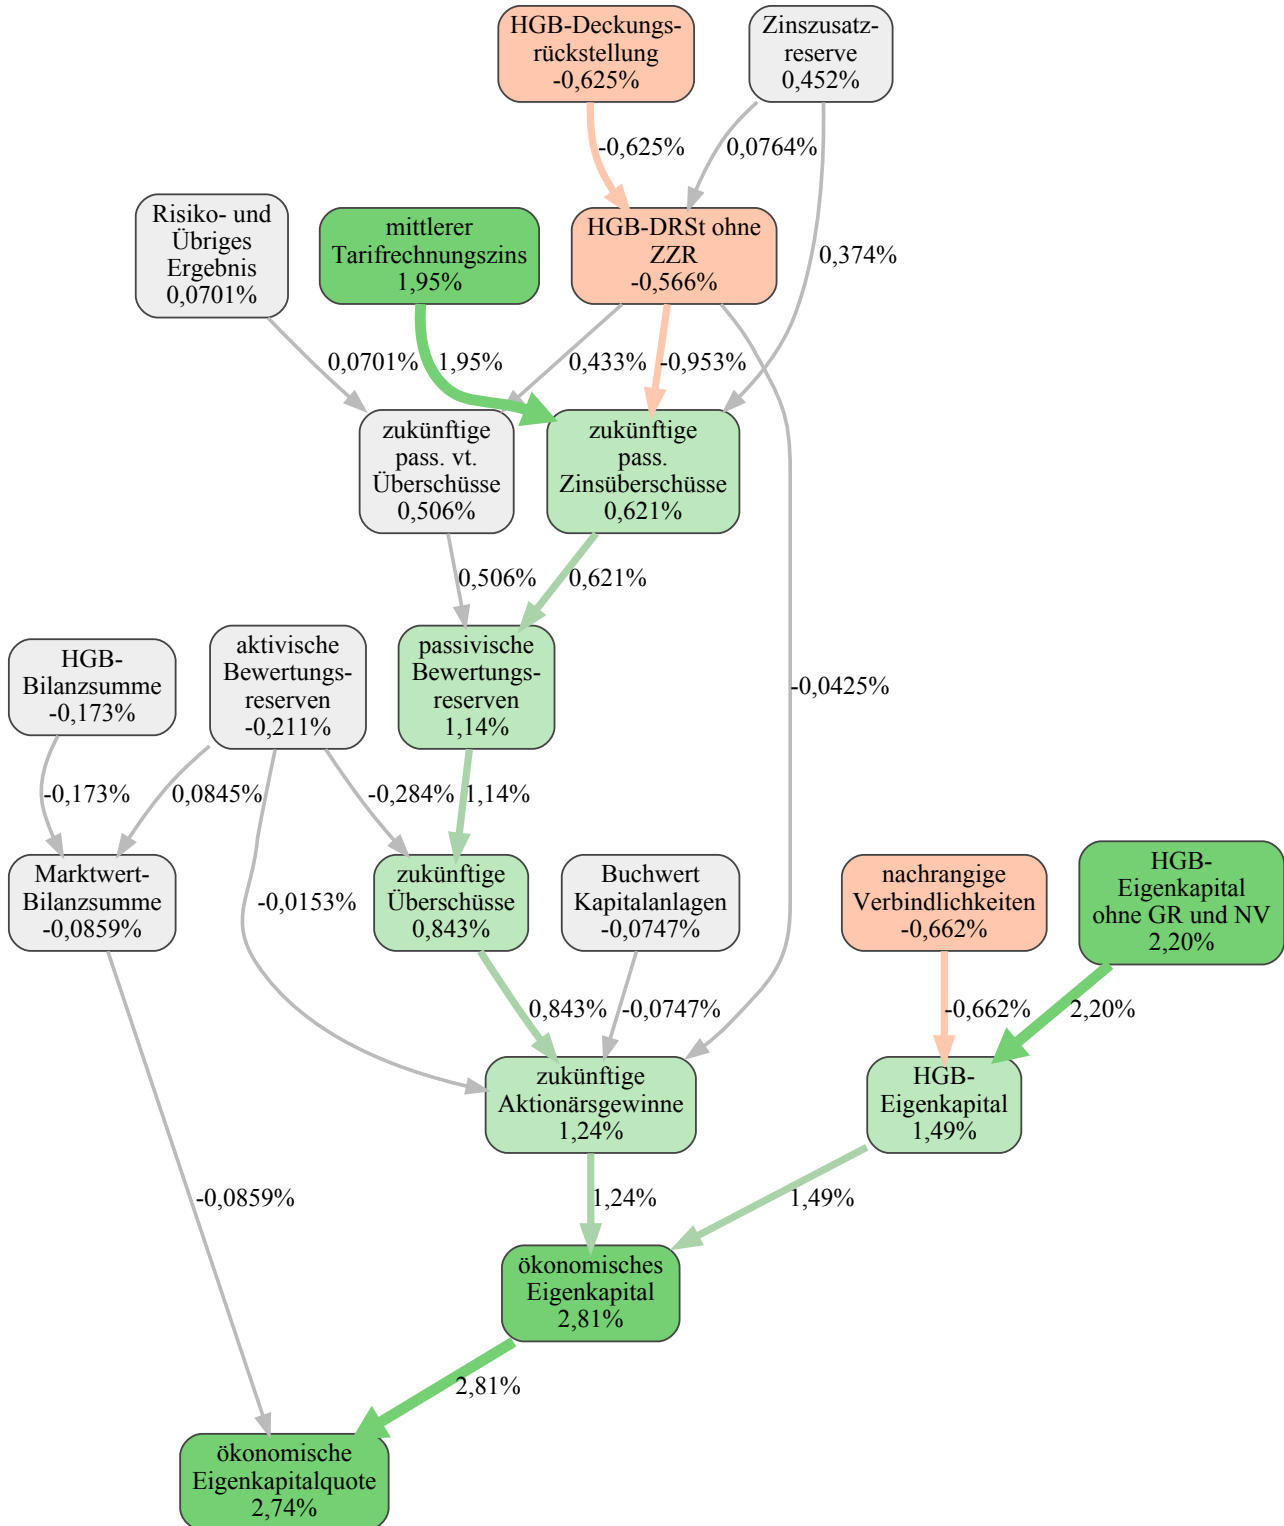 HGB-Deckungs-
rückstellung
-0,625%
Zinszusatz-
reserve
0,452%
-0,625%
0,0764%
Risiko- und
Übriges
Ergebnis
0,0701%
mittlerer
Tarifrechnungszins
1,95%
HGB-DRSt ohne
ZZR
-0,566%
0,374%
0,0701%
1,95%
0,433%
-0,953%
zukünftige
pass. vt.
Überschüsse
0,506%
zukünftige
pass.
Zinsüberschüsse
0,621%
0,506%
0,621%
HGB-
Bilanzsumme
-0,173%
aktivische
Bewertungs-
reserven
-0,211%
passivische
Bewertungs-
reserven
1,14%
-0,0425%
-0,173%
0,0845%
-0,284%
1,14%
Marktwert-
Bilanzsumme
-0,0859%
-0,0153%
zukünftige
Überschüsse
0,843%
Buchwert
Kapitalanlagen
-0,0747%
nachrangige
Verbindlichkeiten
-0,662%
HGB-
Eigenkapital
ohne GR und NV
2,20%
0,843%
-0,0747%
-0,662%
2,20%
zukünftige
Aktionärsgewinne
1,24%
HGB-
Eigenkapital
1,49%
-0,0859%
1,24%
1,49%
ökonomisches
Eigenkapital
2,81%
2,81%
ökonomische
Eigenkapitalquote
2,74%